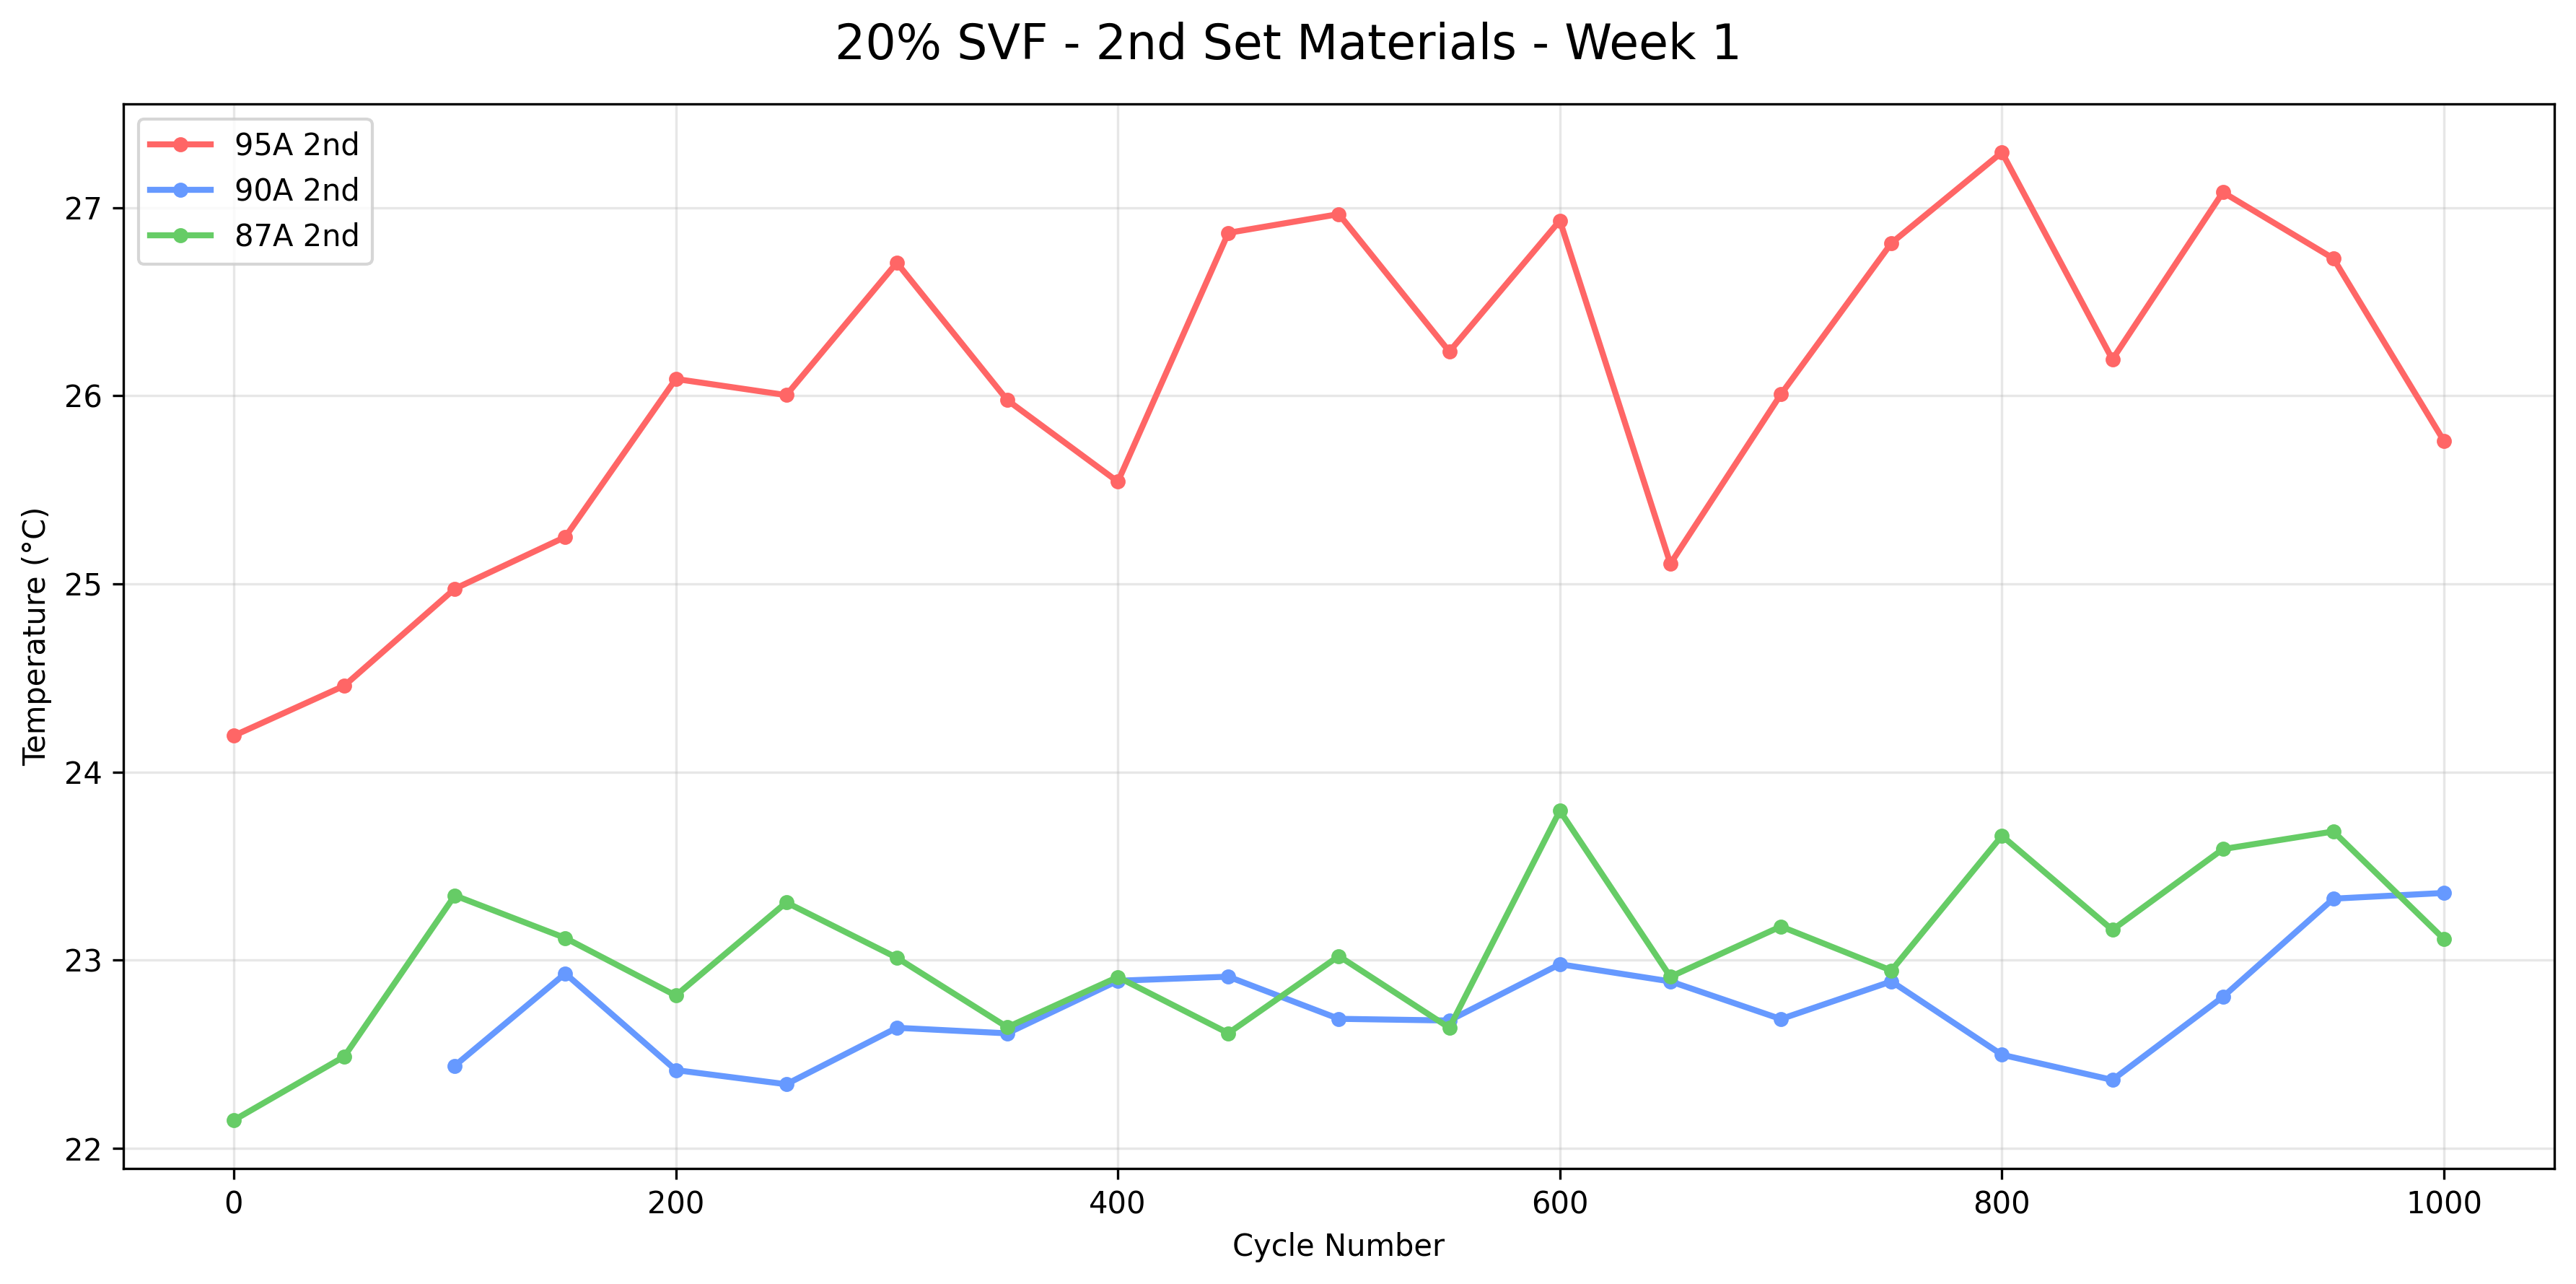 20% SVF - 2nd Set Materials - Week 1
95A 2nd
90A 2nd
87A 2nd
Temperature (°C)
27
26
25
24
23
22
0 200 400 600 800 1000
Cycle Number